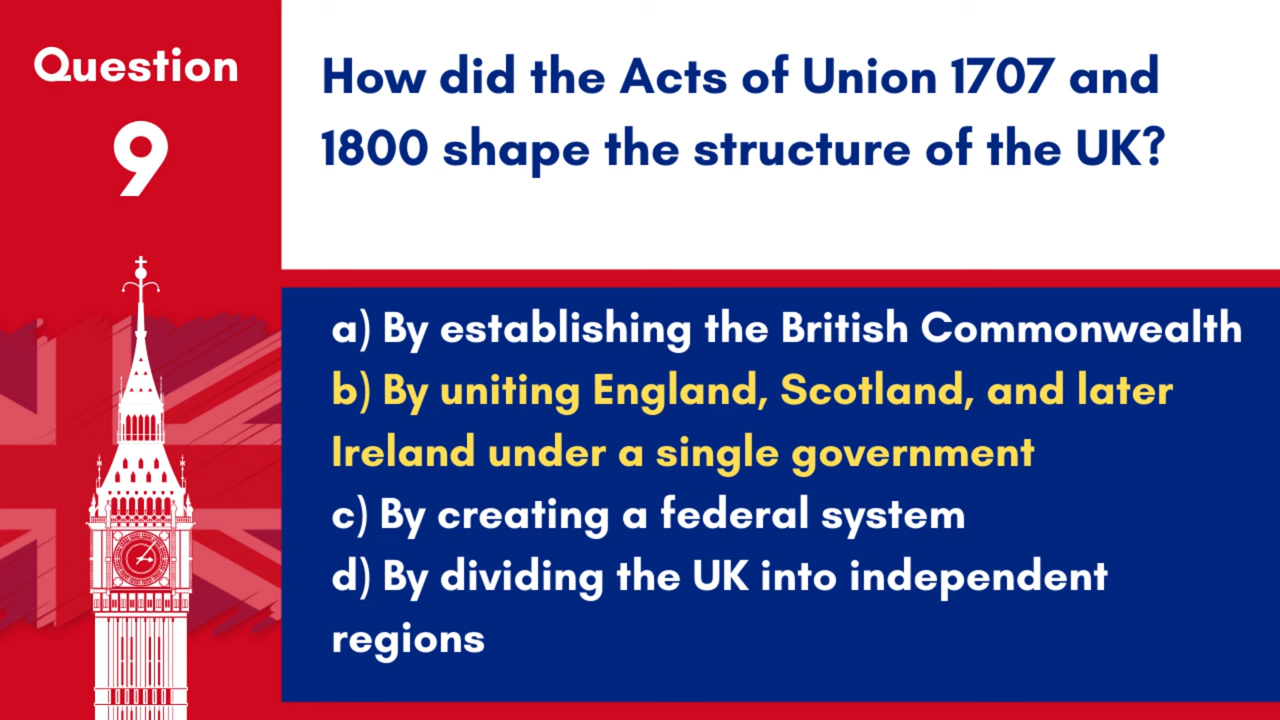 Question
9
How did the Acts of Union 1707 and
1800 shape the structure of the UK?
a) By establishing the British Commonwealth
b) By uniting England, Scotland, and later
Ireland under a single government
c) By creating a federal system
d) By dividing the UK into independent
regions